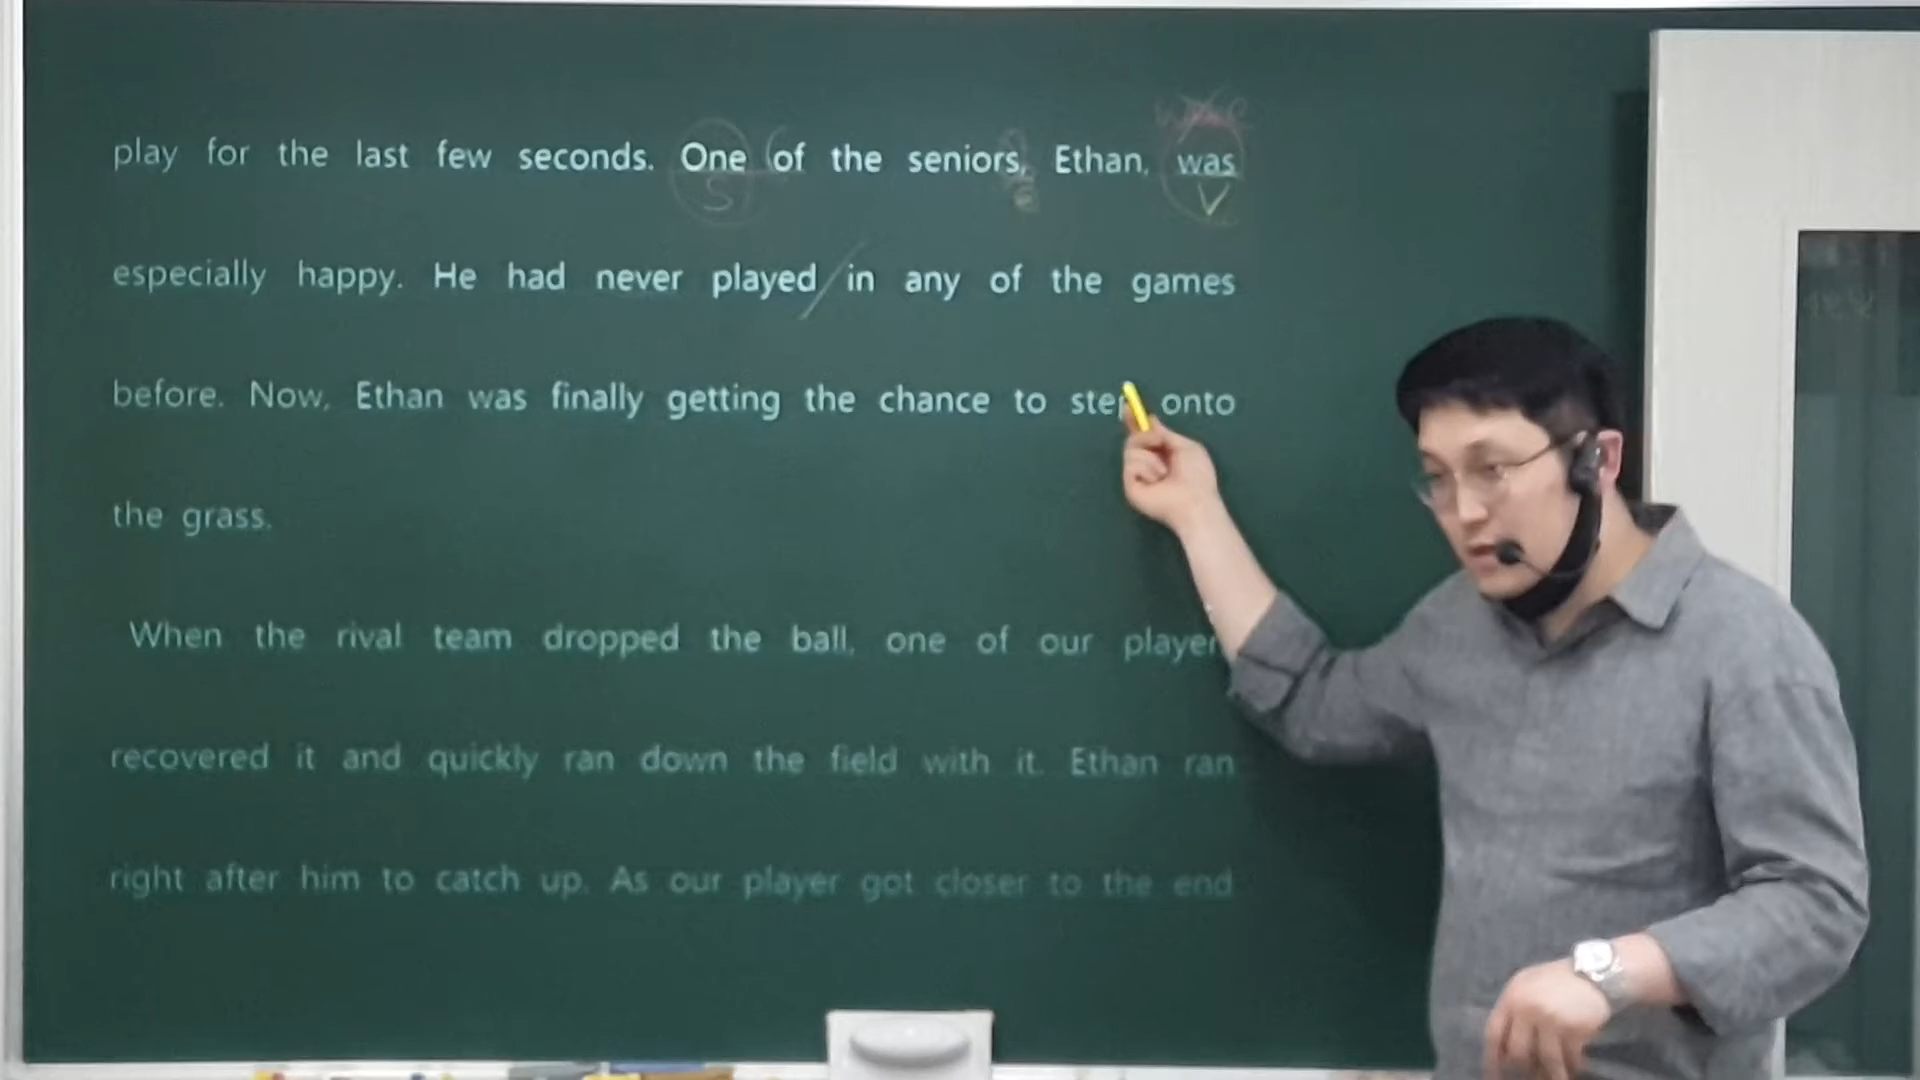 play for the last few seconds. One of the seniors, Ethan, was
S
V
especially happy. He had never played in any of the games
before. Now, Ethan was finally getting the chance to step onto
the grass.
When the rival team dropped the ball, one of our player
recovered it and quickly ran down the field with it. Ethan ran
right after him to catch up. As our player got closer to the end